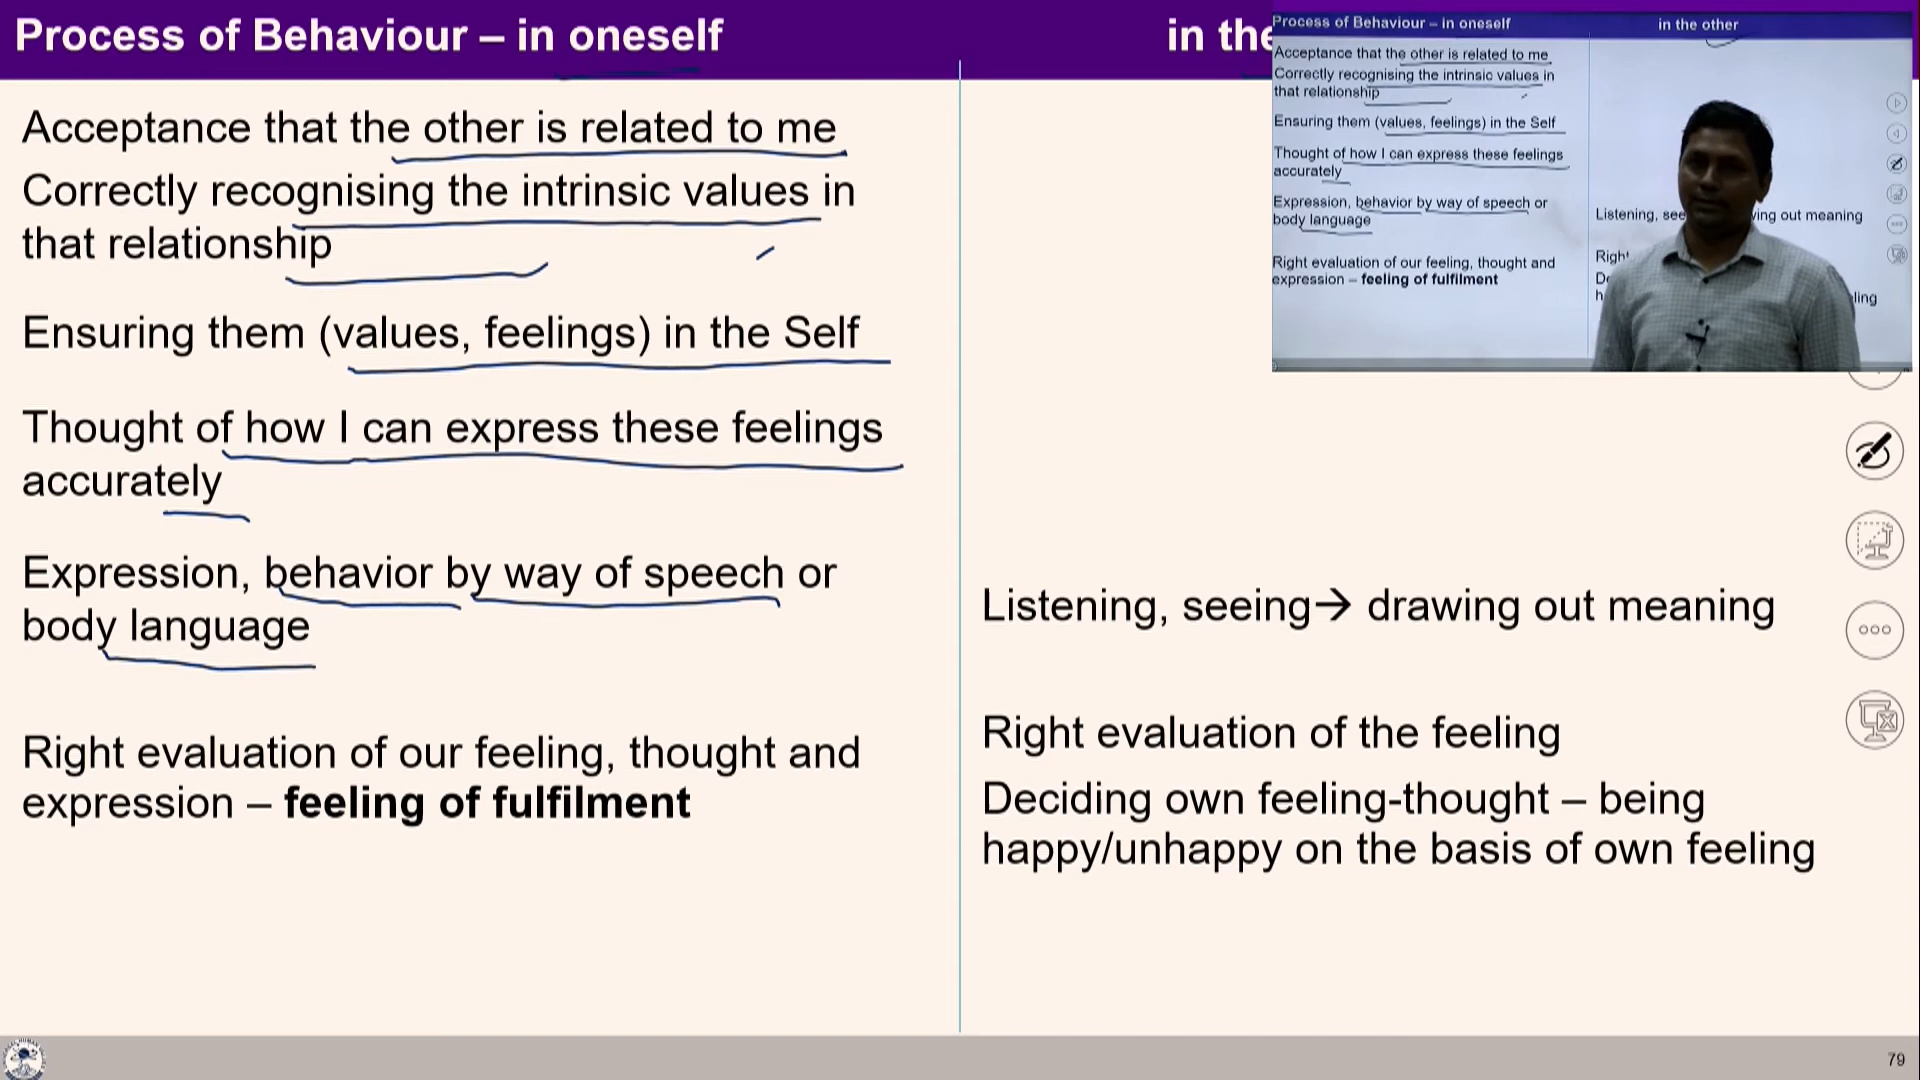 Process of Behaviour – in oneself
in the
Acceptance that the other is related to me
Correctly recognising the intrinsic values in
that relationship
Ensuring them (values, feelings) in the Self
Thought of how I can express these feelings
accurately
Expression, behavior by way of speech or
body language
Right evaluation of our feeling, thought and
expression – feeling of fulfilment
Listening, seeing→ drawing out meaning
Right evaluation of the feeling
Deciding own feeling-thought – being
happy/unhappy on the basis of own feeling
Process of Behaviour – in oneself
in the other
Acceptance that the other is related to me
Correctly recognising the intrinsic values in
that relationship
Ensuring them (values, feelings) in the Self
Thought of how I can express these feelings
accurately
Expression, behavior by way of speech or
body language
Right evaluation of our feeling, thought and
expression – feeling of fulfilment
Listening, out meaning
79